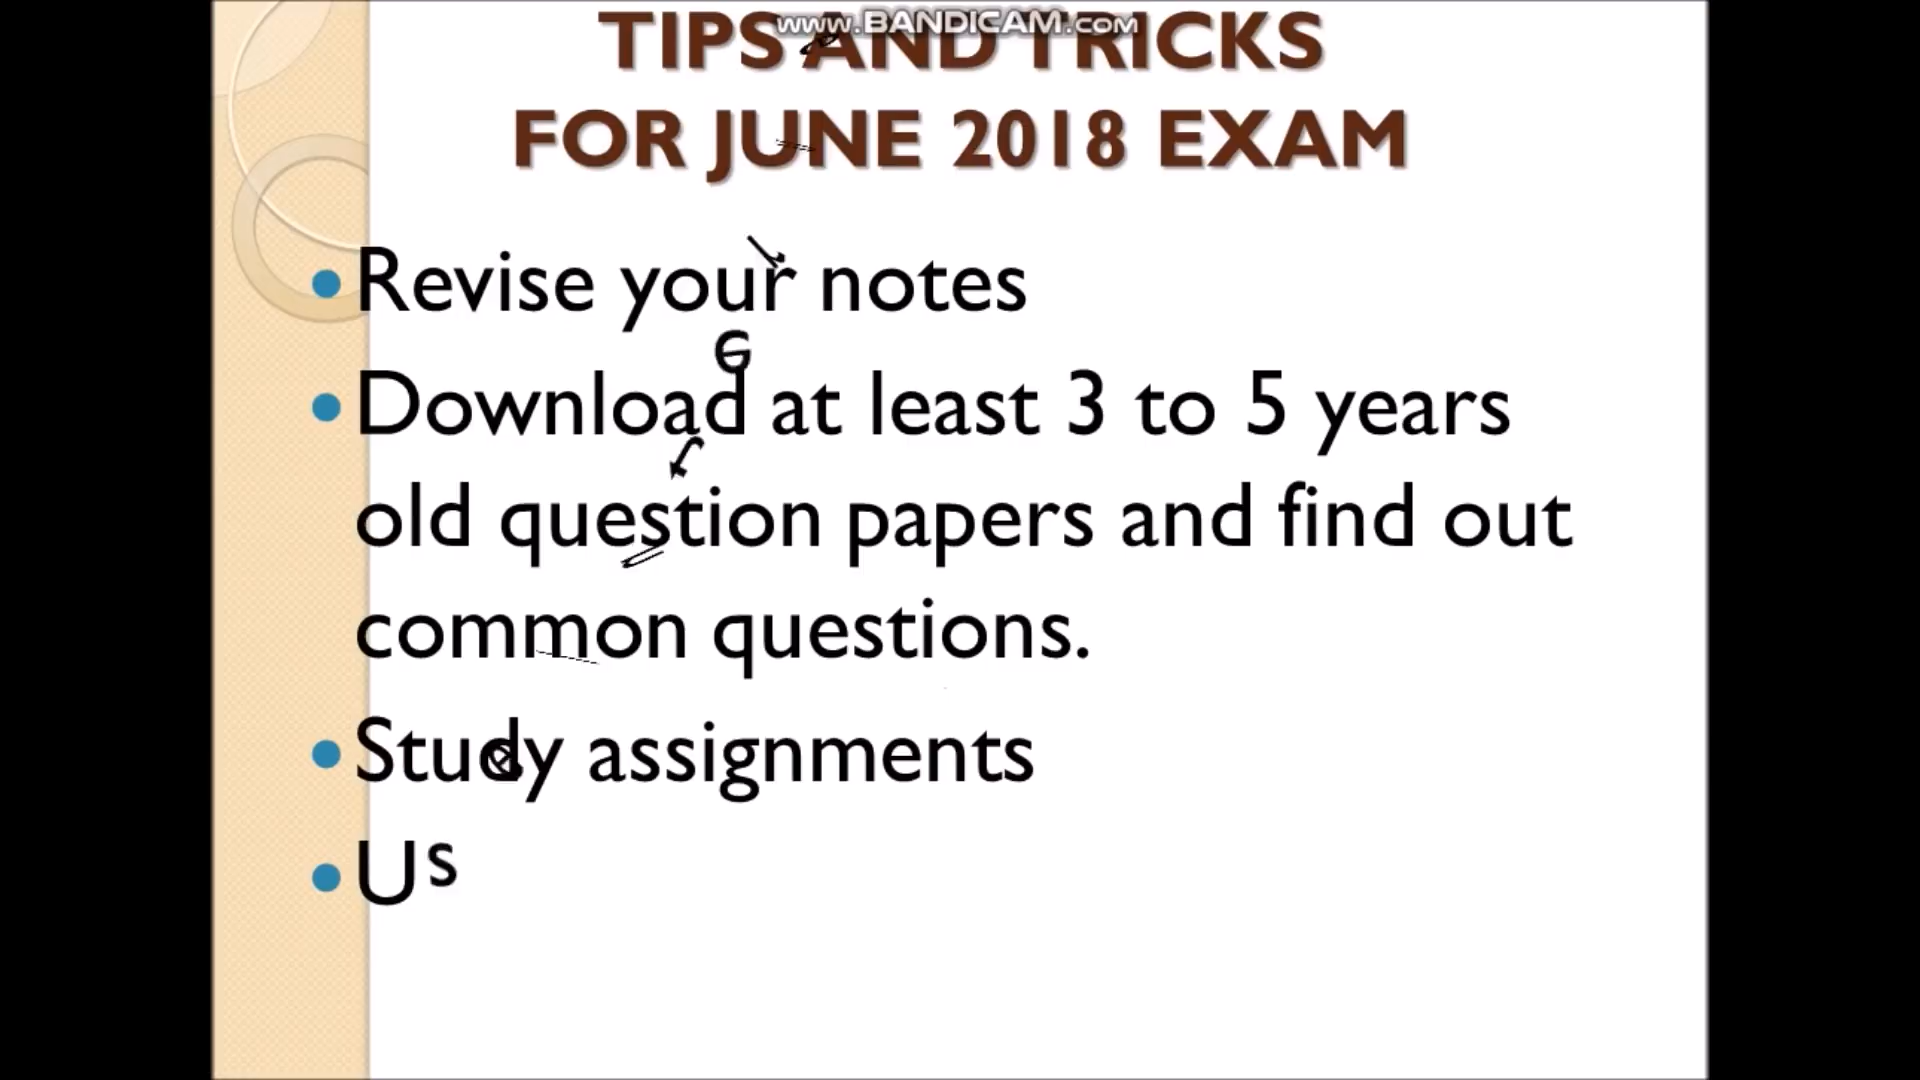 www.BANDICAM.com
TIPS AND TRICKS
FOR JUNE 2018 EXAM
• Revise your notes
• Download at least 3 to 5 years
old question papers and find out
common questions.
• Study assignments
• Us